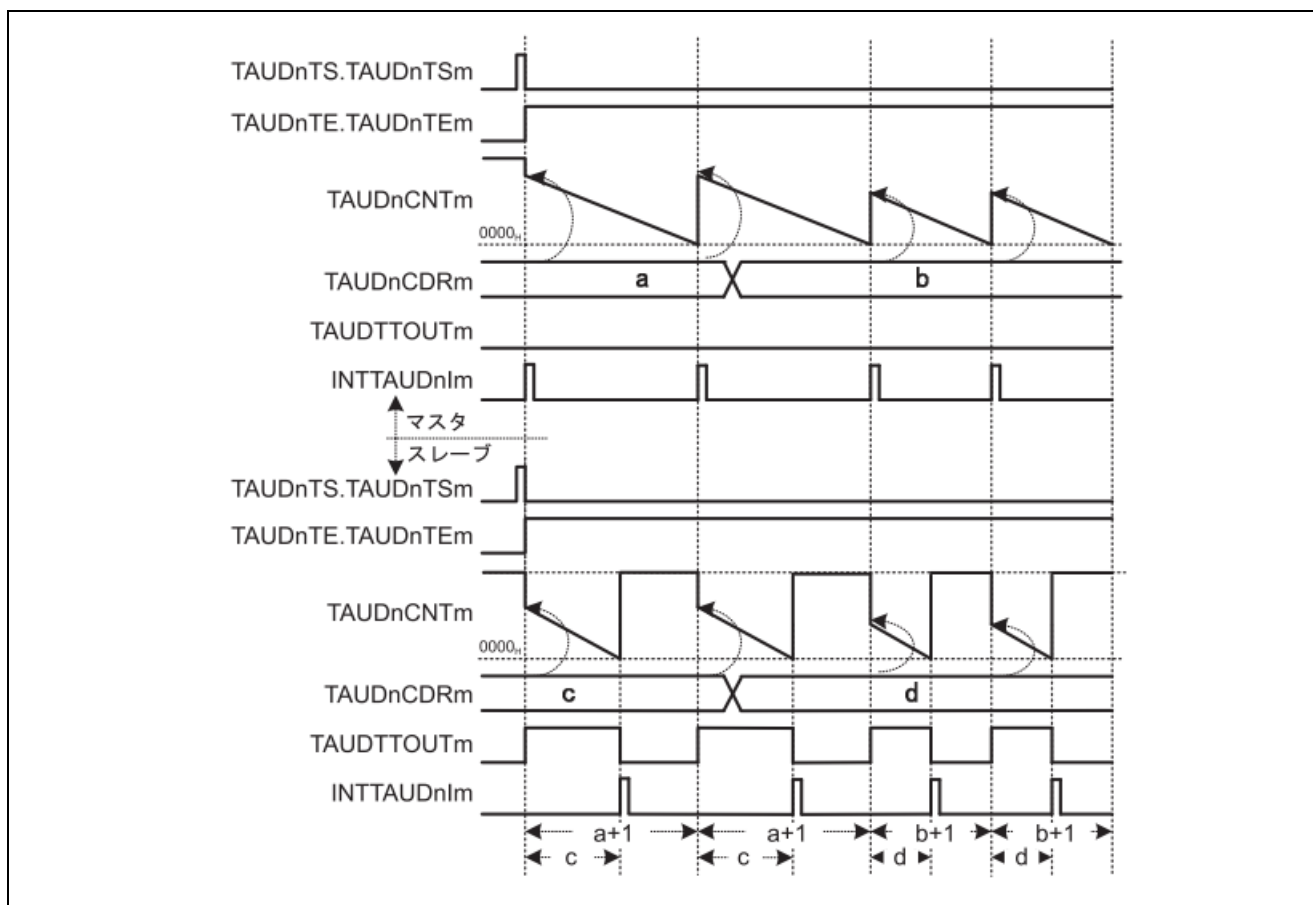 TAUDnTS.TAUDnTSm
TAUDnTE.TAUDnTEm
TAUDnCNTm
0000H
TAUDnCDRm
a
b
TAUDTTOUTm
INTTAUDnIm
マスタ
スレーブ
TAUDnTS.TAUDnTSm
TAUDnTE.TAUDnTEm
TAUDnCNTm
0000H
TAUDnCDRm
c
d
TAUDTTOUTm
INTTAUDnIm
a+1 a+1 b+1 b+1
c c d d